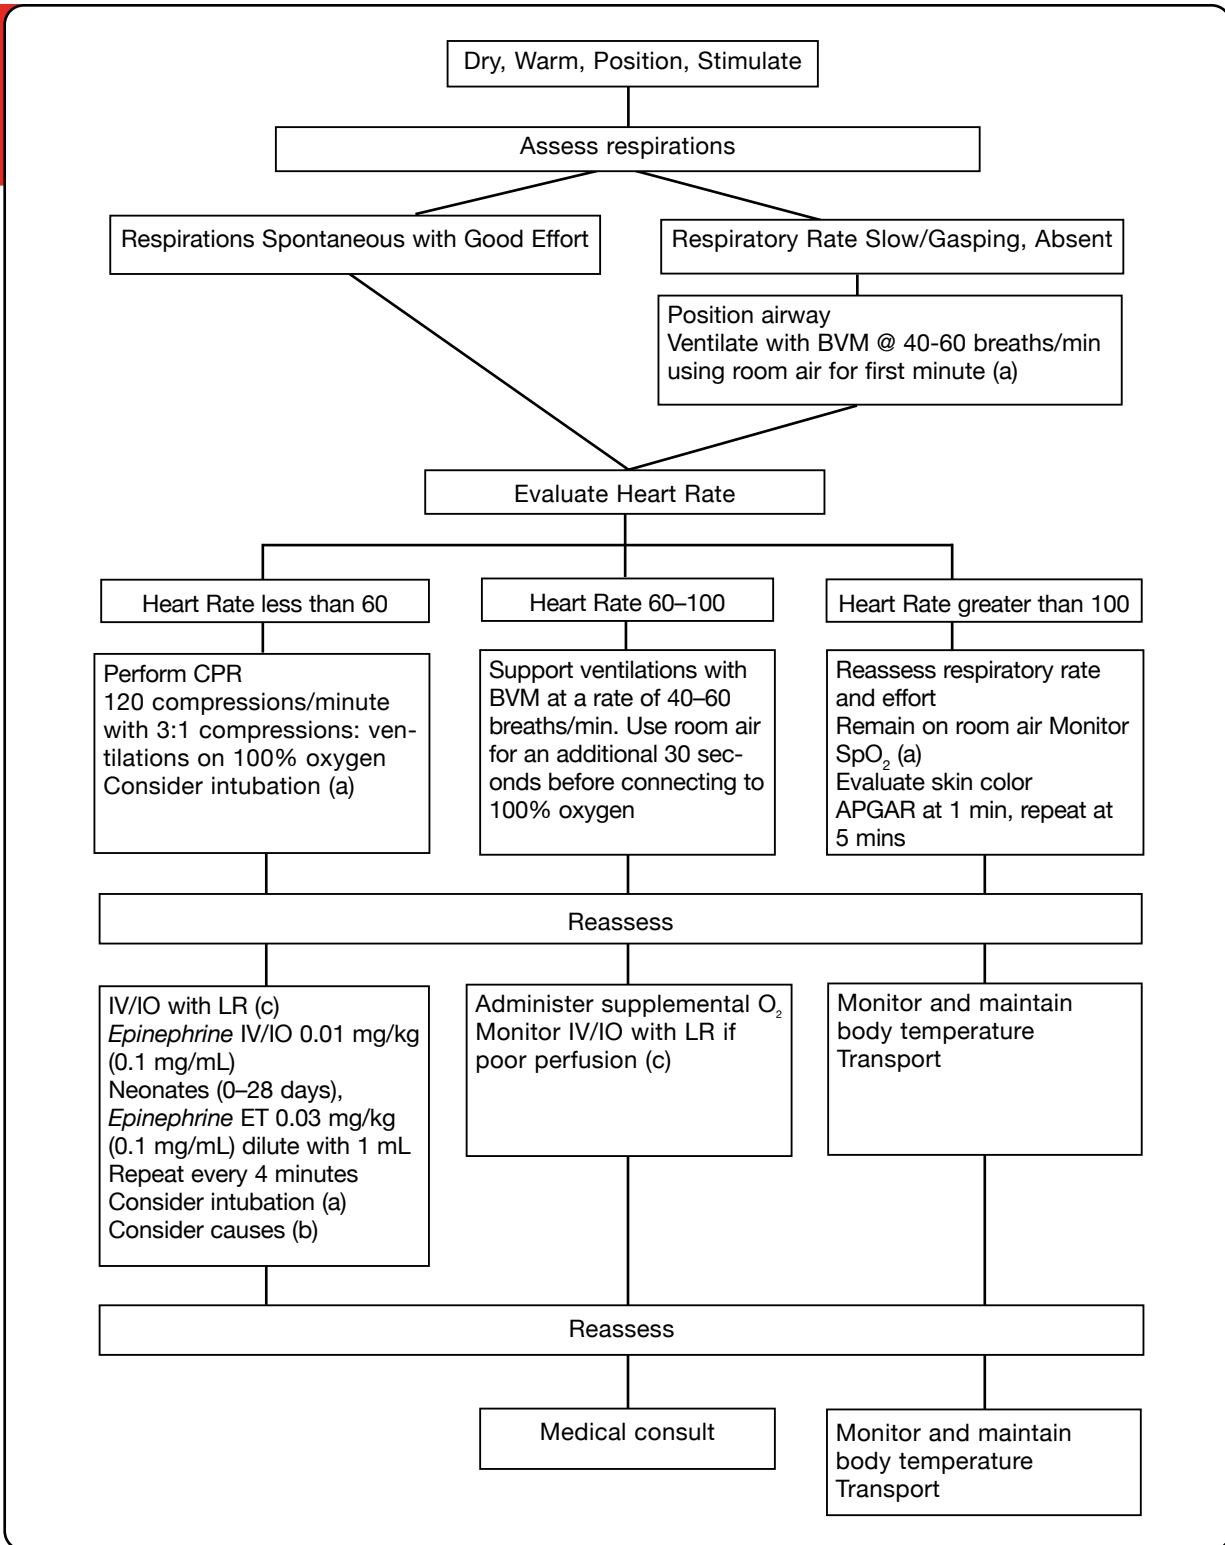 Dry, Warm, Position, Stimulate
Assess respirations
Respirations Spontaneous with Good Effort
Respiratory Rate Slow/Gasping, Absent
Position airway
Ventilate with BVM @ 40-60 breaths/min
using room air for first minute (a)
Evaluate Heart Rate
Heart Rate less than 60
Heart Rate 60–100
Heart Rate greater than 100
Perform CPR
120 compressions/minute
with 3:1 compressions: ven-
tilations on 100% oxygen
Consider intubation (a)
Support ventilations with
BVM at a rate of 40–60
breaths/min. Use room air
for an additional 30 sec-
onds before connecting to
100% oxygen
Reassess respiratory rate
and effort
Remain on room air Monitor
SpO₂ (a)
Evaluate skin color
APGAR at 1 min, repeat at
5 mins
Reassess
IV/IO with LR (c)
Epinephrine IV/IO 0.01 mg/kg
(0.1 mg/mL)
Neonates (0–28 days),
Epinephrine ET 0.03 mg/kg
(0.1 mg/mL) dilute with 1 mL
Repeat every 4 minutes
Consider intubation (a)
Consider causes (b)
Administer supplemental O₂
Monitor IV/IO with LR if
poor perfusion (c)
Monitor and maintain
body temperature
Transport
Reassess
Medical consult
Monitor and maintain
body temperature
Transport